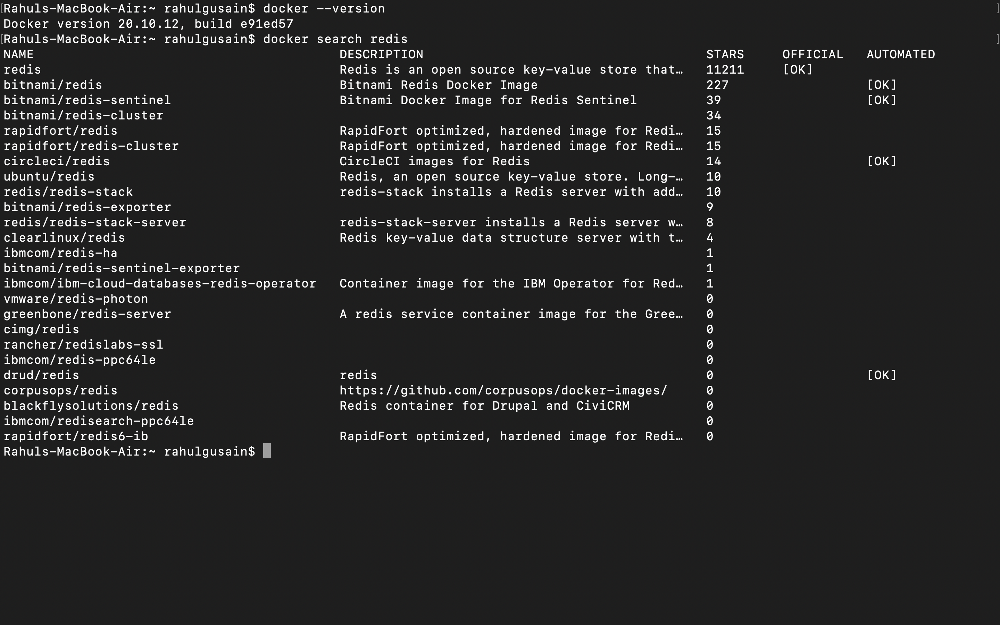 [Rahuls-MacBook-Air:~ rahulgusain$ docker --version ]
Docker version 20.10.12, build e91ed57
[Rahuls-MacBook-Air:~ rahulgusain$ docker search redis ]
NAME DESCRIPTION STARS OFFICIAL AUTOMATED
redis Redis is an open source key-value store that… 11211 [OK]
bitnami/redis Bitnami Redis Docker Image 227 [OK]
bitnami/redis-sentinel Bitnami Docker Image for Redis Sentinel 39 [OK]
bitnami/redis-cluster 34
rapidfort/redis RapidFort optimized, hardened image for Redi… 15
rapidfort/redis-cluster RapidFort optimized, hardened image for Redi… 15
circleci/redis CircleCI images for Redis 14 [OK]
ubuntu/redis Redis, an open source key-value store. Long-… 10
redis/redis-stack redis-stack installs a Redis server with add… 10
bitnami/redis-exporter 9
redis/redis-stack-server redis-stack-server installs a Redis server w… 8
clearlinux/redis Redis key-value data structure server with t… 4
ibmcom/redis-ha 1
bitnami/redis-sentinel-exporter 1
ibmcom/ibm-cloud-databases-redis-operator Container image for the IBM Operator for Red… 1
vmware/redis-photon 0
greenbone/redis-server A redis service container image for the Gree… 0
cimg/redis 0
rancher/redislabs-ssl 0
ibmcom/redis-ppc64le 0
drud/redis redis 0 [OK]
corpusops/redis https://github.com/corpusops/docker-images/ 0
blackflysolutions/redis Redis container for Drupal and CiviCRM 0
ibmcom/redisearch-ppc64le 0
rapidfort/redis6-ib RapidFort optimized, hardened image for Redi… 0
Rahuls-MacBook-Air:~ rahulgusain$